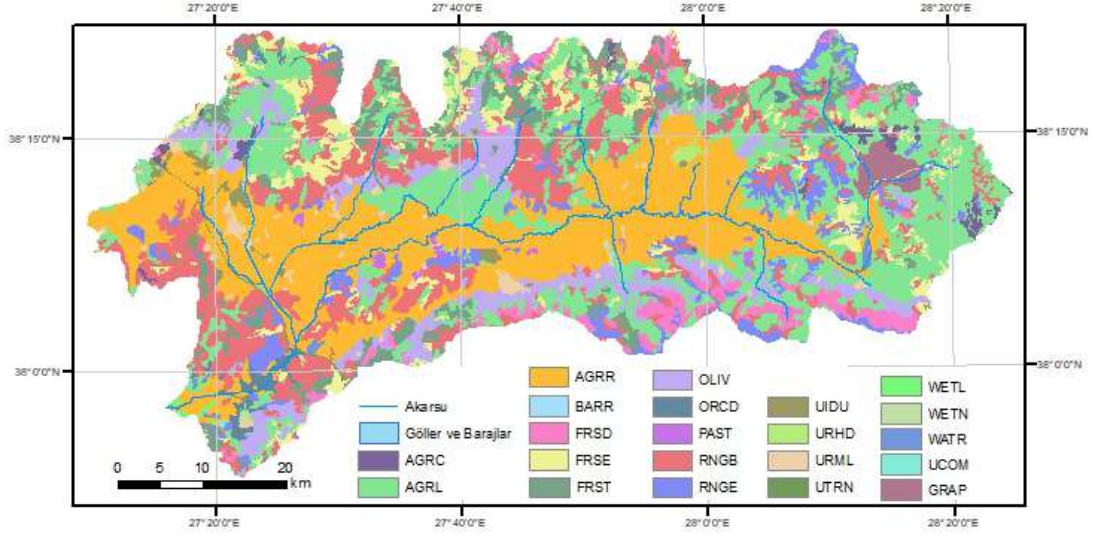 27°20'0"E 27°40'0"E 28°0'0"E 28°20'0"E
38°15'0"N 38°15'0"N
38°0'0"N 38°0'0"N
Akarsu
Göller ve Barajlar
AGRC
AGRL
AGRR
BARR
FRSD
FRSE
FRST
OLIV
ORCD
PAST
RNGB
RNGE
UIDU
URHD
URML
UTRN
WETL
WETN
WATR
UCOM
GRAP
0 5 10 20
km
27°20'0"E 27°40'0"E 28°0'0"E 28°20'0"E